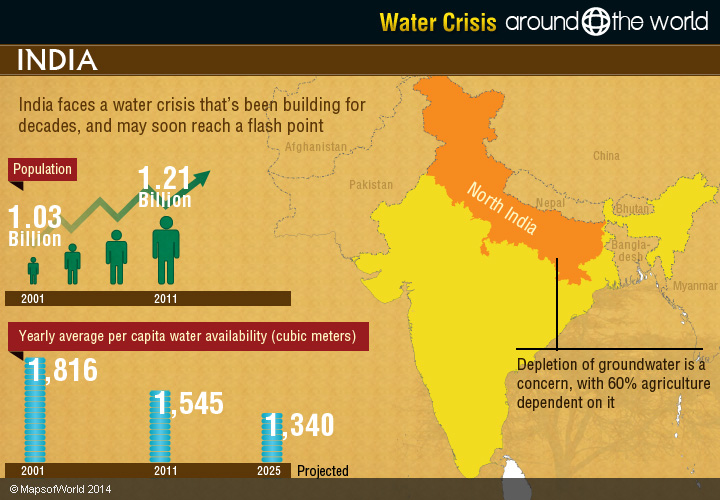 Water Crisis around the world
INDIA
India faces a water crisis that's been building for
decades, and may soon reach a flash point
Population
1.03
Billion
1.21
Billion
2001
2011
Yearly average per capita water availability (cubic meters)
1,816
1,545
1,340
2001
2011
2025
Projected
Afghanistan
Pakistan
China
Nepal
Bhutan
Bangla-
desh
Myanmar
North India
Depletion of groundwater is a
concern, with 60% agriculture
dependent on it
© MapsofWorld 2014